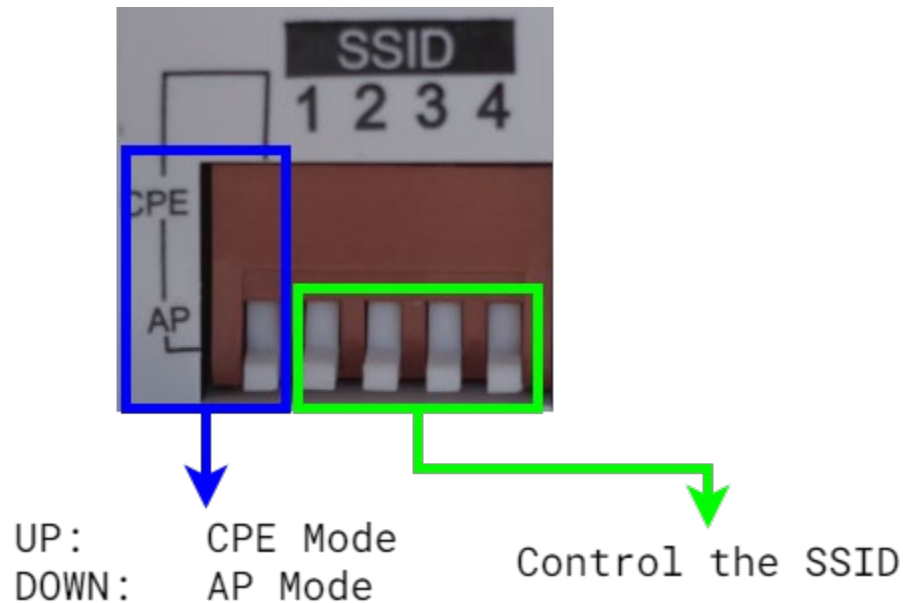 SSID
1 2 3 4
CPE
AP
UP: CPE Mode
DOWN: AP Mode
Control the SSID